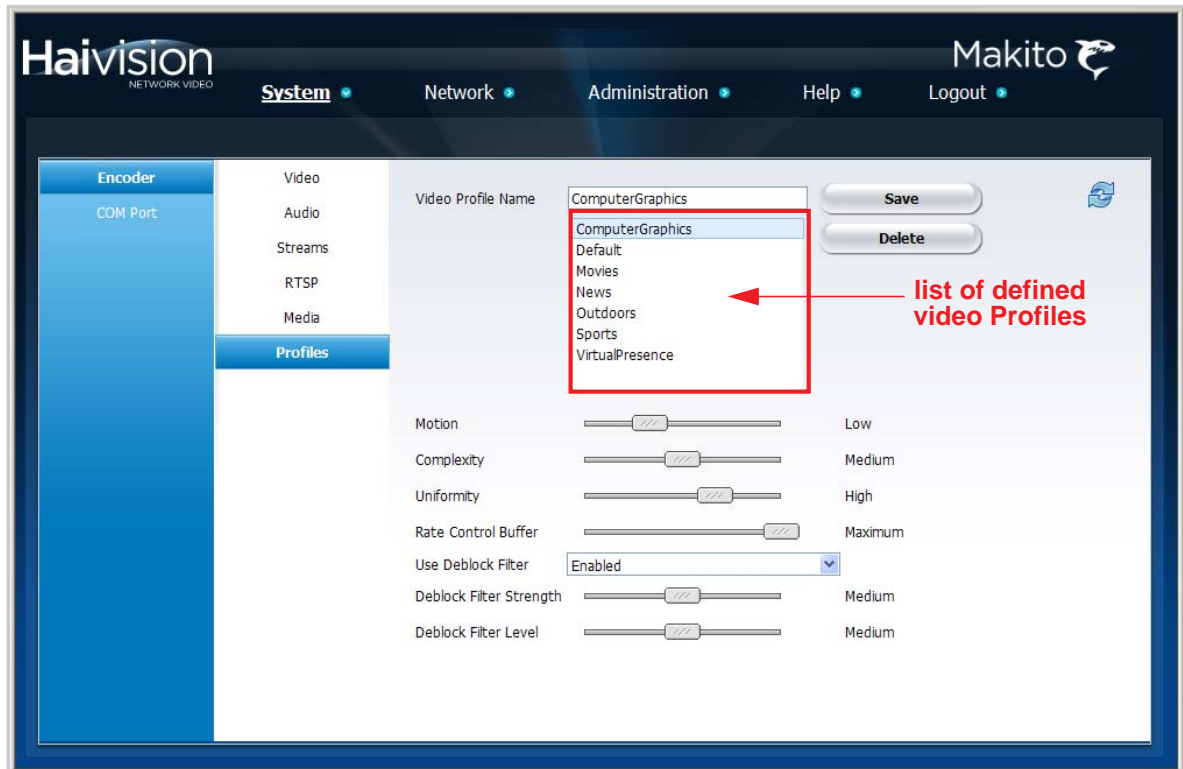 Haivision
NETWORK VIDEO
Makito
System
Network
Administration
Help
Logout
Encoder
COM Port
Video
Audio
Streams
RTSP
Media
Profiles
Video Profile Name
ComputerGraphics
Save
Delete
ComputerGraphics
Default
Movies
News
Outdoors
Sports
VirtualPresence
list of defined
video Profiles
Motion Low
Complexity Medium
Uniformity High
Rate Control Buffer Maximum
Use Deblock Filter Enabled
Deblock Filter Strength Medium
Deblock Filter Level Medium